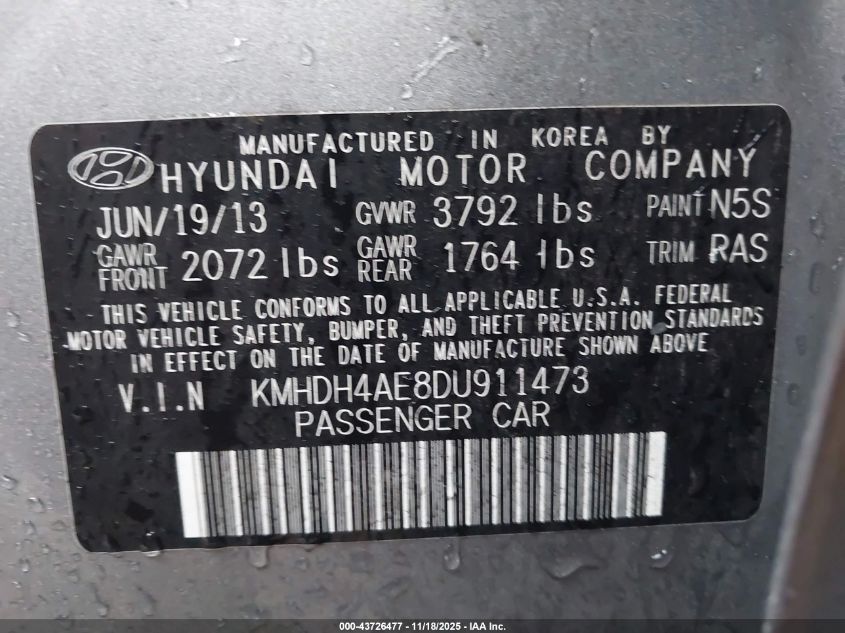 MANUFACTURED IN KOREA BY
HYUNDAI MOTOR COMPANY
JUN/19/13 GVWR 3792 lbs PAINT N5S
GAWR FRONT 2072 lbs GAWR REAR 1764 lbs TRIM RAS
THIS VEHICLE CONFORMS TO ALL APPLICABLE U.S.A. FEDERAL
MOTOR VEHICLE SAFETY, BUMPER, AND THEFT PREVENTION STANDARDS
IN EFFECT ON THE DATE OF MANUFACTURE SHOWN ABOVE
V.I.N KMHDH4AE8DU911473
PASSENGER CAR
000-43726477 - 11/18/2025 - IAA Inc.